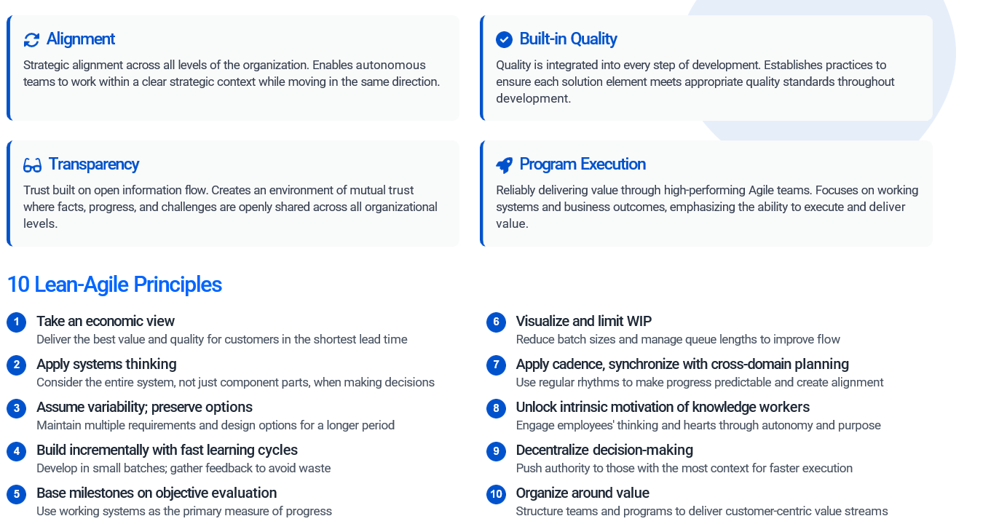 Alignment
Strategic alignment across all levels of the organization. Enables autonomous
teams to work within a clear strategic context while moving in the same direction.
Built-in Quality
Quality is integrated into every step of development. Establishes practices to
ensure each solution element meets appropriate quality standards throughout
development.
Transparency
Trust built on open information flow. Creates an environment of mutual trust
where facts, progress, and challenges are openly shared across all organizational
levels.
Program Execution
Reliably delivering value through high-performing Agile teams. Focuses on working
systems and business outcomes, emphasizing the ability to execute and deliver
value.
10 Lean-Agile Principles
1 Take an economic view
Deliver the best value and quality for customers in the shortest lead time
2 Apply systems thinking
Consider the entire system, not just component parts, when making decisions
3 Assume variability; preserve options
Maintain multiple requirements and design options for a longer period
4 Build incrementally with fast learning cycles
Develop in small batches; gather feedback to avoid waste
5 Base milestones on objective evaluation
Use working systems as the primary measure of progress
6 Visualize and limit WIP
Reduce batch sizes and manage queue lengths to improve flow
7 Apply cadence, synchronize with cross-domain planning
Use regular rhythms to make progress predictable and create alignment
8 Unlock intrinsic motivation of knowledge workers
Engage employees' thinking and hearts through autonomy and purpose
9 Decentralize decision-making
Push authority to those with the most context for faster execution
10 Organize around value
Structure teams and programs to deliver customer-centric value streams